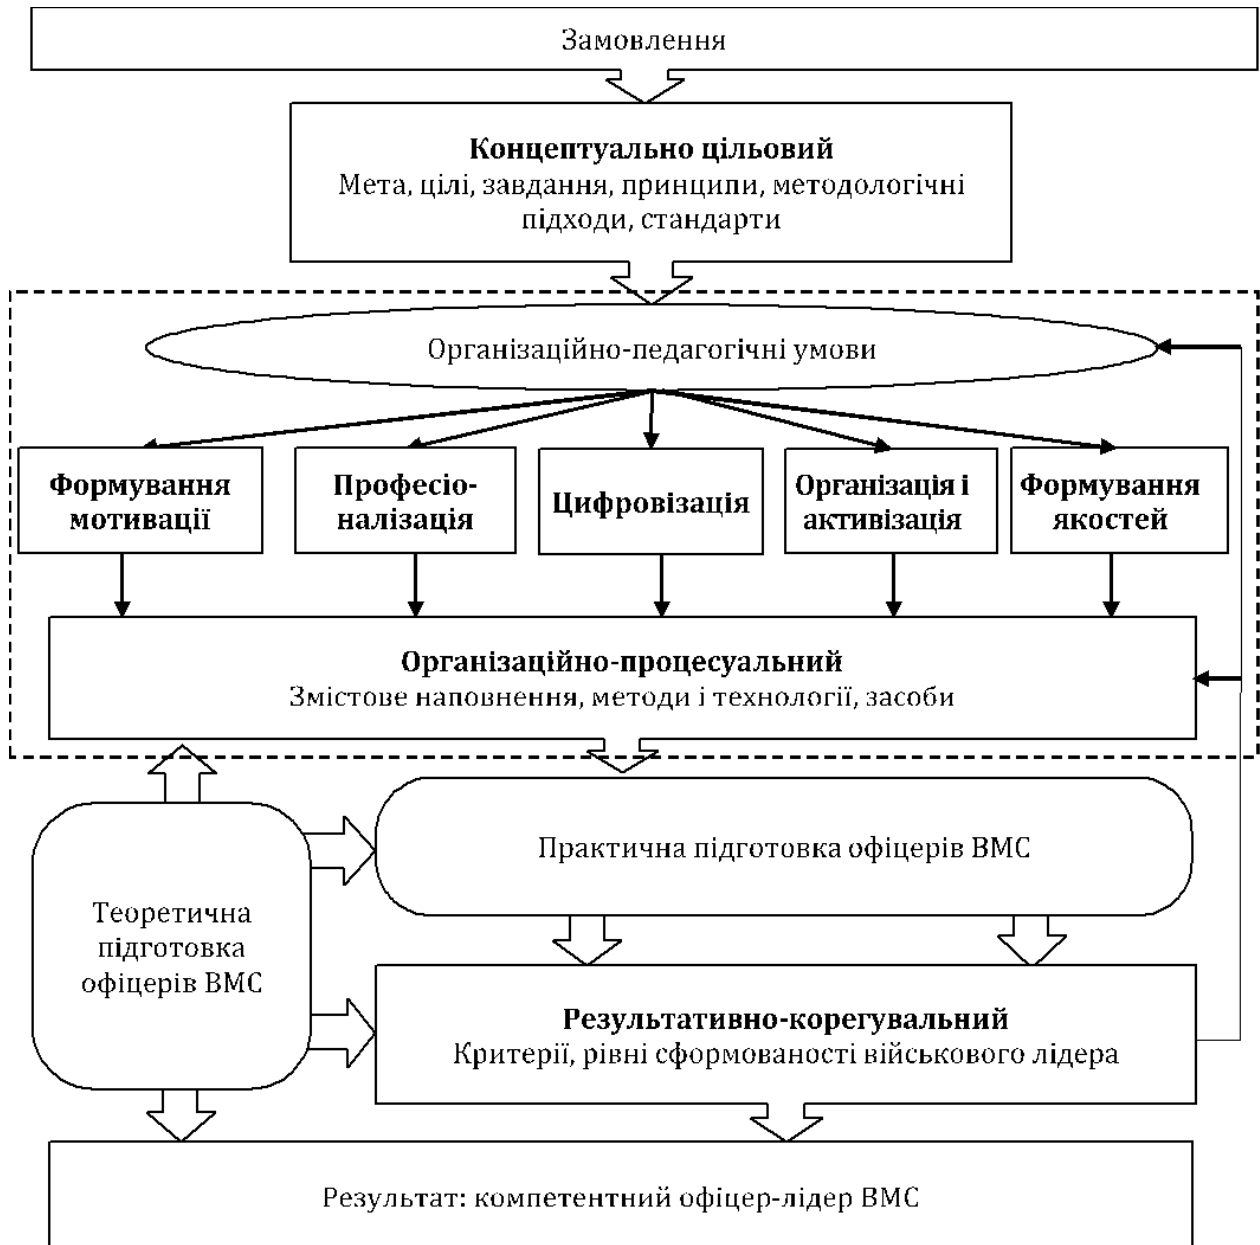 Замовлення
Концептуально цільовий
Мета, цілі, завдання, принципи, методологічні
підходи, стандарти
Організаційно-педагогічні умови
Формування
мотивації
Професіо-
налізація
Цифровізація
Організація і
активізація
Формування
якостей
Організаційно-процесуальний
Змістове наповнення, методи і технології, засоби
Практична підготовка офіцерів ВМС
Теоретична
підготовка
офіцерів ВМС
Результативно-корегувальний
Критерії, рівні сформованості військового лідера
Результат: компетентний офіцер-лідер ВМС